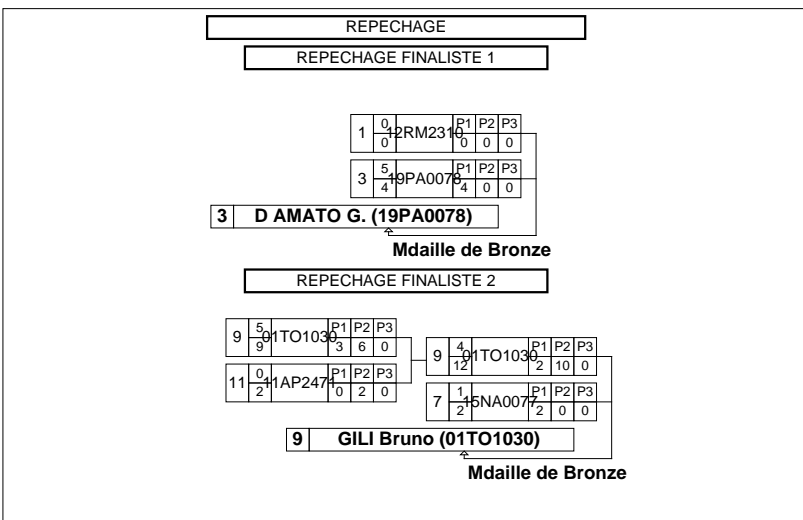 REPECHAGE
REPECHAGE FINALISTE 1
1 0 0 12RM2310 P1 P2 P3 0 0 0
3 5 4 19PA0078 P1 P2 P3 4 0 0
3 D AMATO G. (19PA0078)
Mdaille de Bronze
REPECHAGE FINALISTE 2
9 5 9 01TO1030 P1 P2 P3 3 6 0
11 0 2 11AP2471 P1 P2 P3 0 2 0
9 4 12 01TO1030 P1 P2 P3 2 10 0
7 1 2 15NA0077 P1 P2 P3 2 0 0
9 GILI Bruno (01TO1030)
Mdaille de Bronze